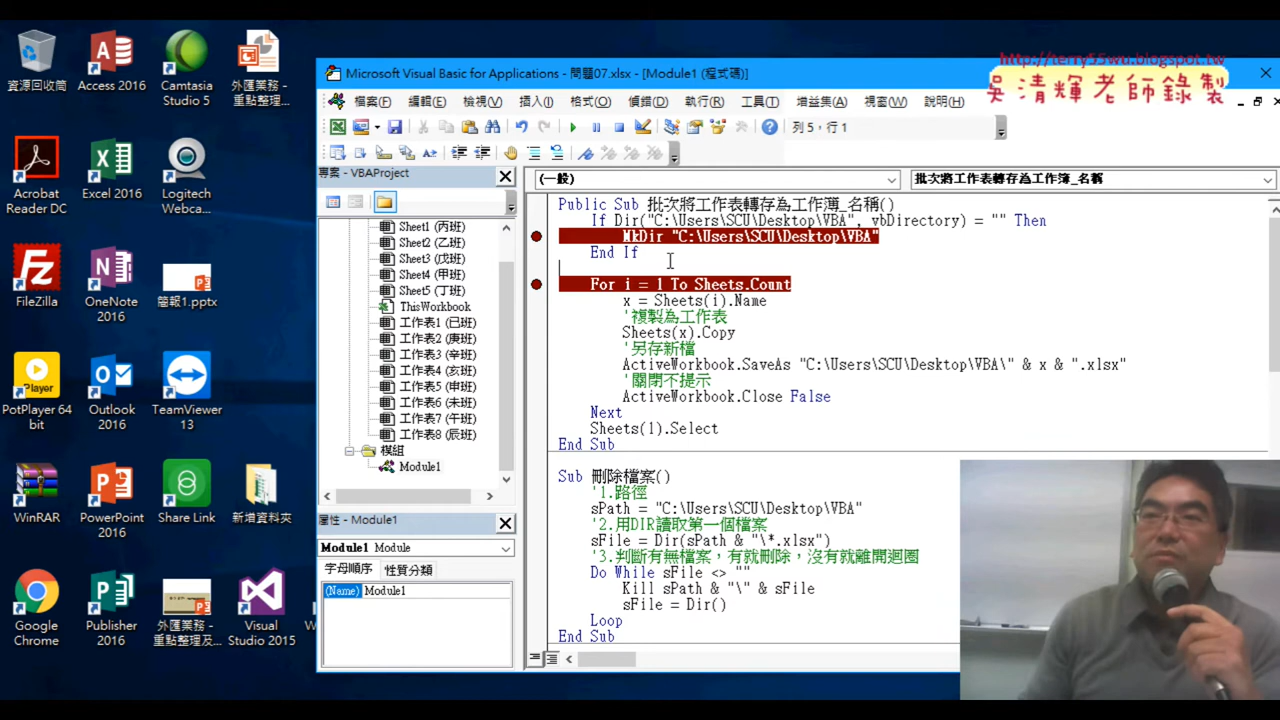 http://terry55wu.blogspot.tw
吳清輝老師錄製
資源回收筒
Access 2016
Camtasia Studio 5
外匯業務 - 重點整理...
Acrobat Reader DC
Excel 2016
Logitech Webca...
FileZilla
OneNote 2016
簡報1.pptx
PotPlayer 64 bit
Outlook 2016
TeamViewer 13
WinRAR
PowerPoint 2016
Share Link
新增資料夾
Google Chrome
Publisher 2016
外匯業務 - 重點整理及...
Visual Studio 2015
Microsoft Visual Basic for Applications - 問題07.xlsx - [Module1 (程式碼)]
檔案(F) 編輯(E) 檢視(V) 插入(I) 格式(O) 偵錯(D) 執行(R) 工具(T) 增益集(A) 視窗(W) 說明(H)
列 5，行 1
專案 - VBAProject
Sheet1 (丙班)
Sheet2 (乙班)
Sheet3 (戊班)
Sheet4 (甲班)
Sheet5 (丁班)
ThisWorkbook
工作表1 (己班)
工作表2 (庚班)
工作表3 (辛班)
工作表4 (亥班)
工作表5 (申班)
工作表6 (未班)
工作表7 (午班)
工作表8 (辰班)
模組
Module1
屬性 - Module1
Module1 Module
字母順序 性質分類
(Name) Module1
(一般)
批次將工作表轉存為工作簿_名稱
Public Sub 批次將工作表轉存為工作簿_名稱()
If Dir("C:\Users\SCU\Desktop\VBA", vbDirectory) = "" Then
MkDir "C:\Users\SCU\Desktop\VBA"
End If
For i = 1 To Sheets.Count
x = Sheets(i).Name
'複製為工作表
Sheets(x).Copy
'另存新檔
ActiveWorkbook.SaveAs "C:\Users\SCU\Desktop\VBA\" & x & ".xlsx"
'關閉不提示
ActiveWorkbook.Close False
Next
Sheets(1).Select
End Sub
Sub 刪除檔案()
'1.路徑
sPath = "C:\Users\SCU\Desktop\VBA"
'2.用DIR讀取第一個檔案
sFile = Dir(sPath & "\*.xlsx")
'3.判斷有無檔案，有就刪除，沒有就離開迴圈
Do While sFile <> ""
Kill sPath & "\" & sFile
sFile = Dir()
Loop
End Sub